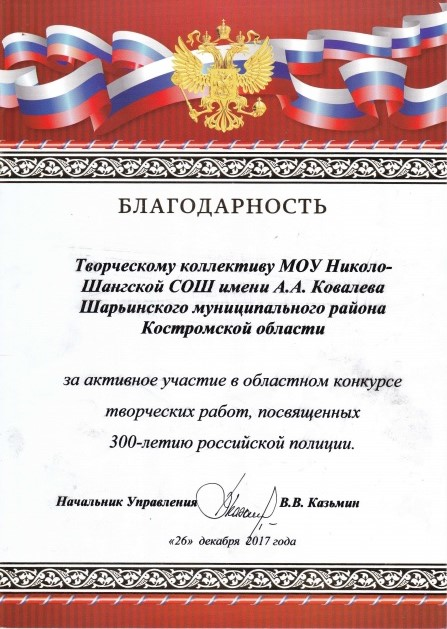 БЛАГОДАРНОСТЬ
Творческому коллективу МОУ Николо-
Шангской СОШ имени А.А. Ковалева
Шарьинского муниципального района
Костромской области
за активное участие в областном конкурсе
творческих работ, посвященных
300-летию российской полиции.
Начальник Управления В.В. Казьмин
«26» декабря 2017 года